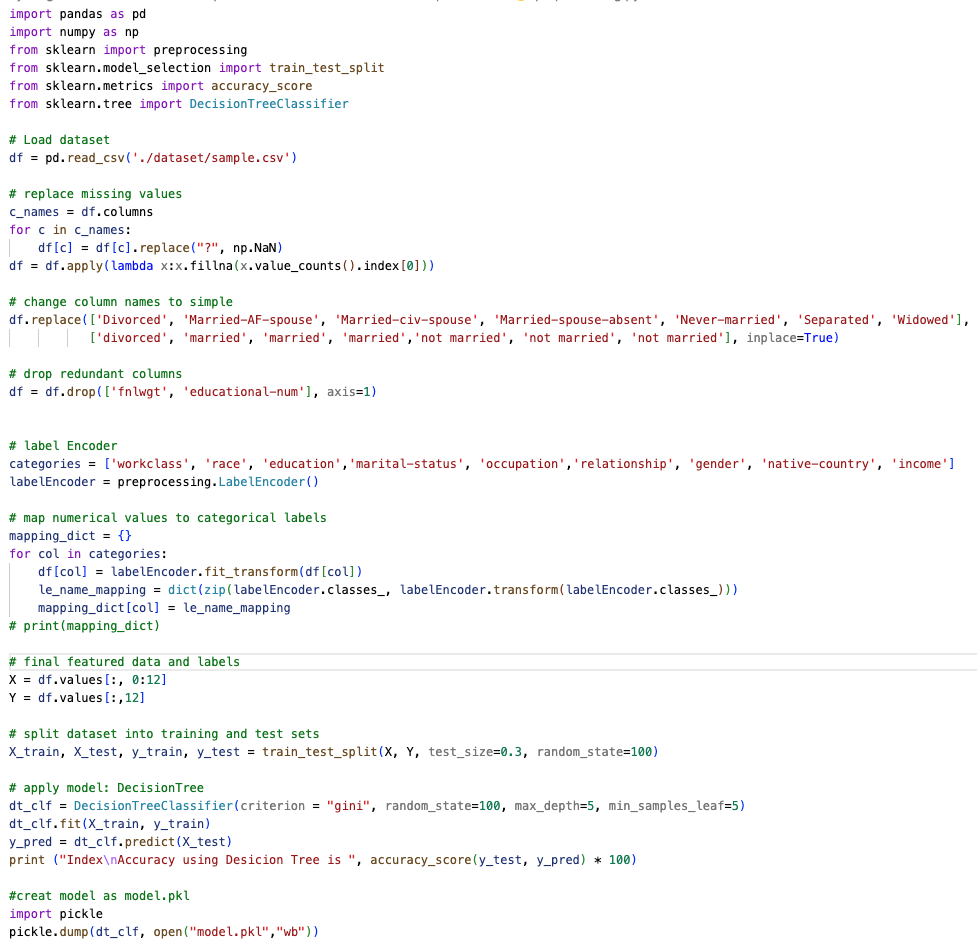 import pandas as pd
import numpy as np
from sklearn import preprocessing
from sklearn.model_selection import train_test_split
from sklearn.metrics import accuracy_score
from sklearn.tree import DecisionTreeClassifier

# Load dataset
df = pd.read_csv('./dataset/sample.csv')

# replace missing values
c_names = df.columns
for c in c_names:
    df[c] = df[c].replace("?", np.NaN)
df = df.apply(lambda x:x.fillna(x.value_counts().index[0]))

# change column names to simple
df.replace(['Divorced', 'Married-AF-spouse', 'Married-civ-spouse', 'Married-spouse-absent', 'Never-married', 'Separated', 'Widowed'],
           ['divorced', 'married', 'married', 'married','not married', 'not married', 'not married'], inplace=True)

# drop redundant columns
df = df.drop(['fnlwgt', 'educational-num'], axis=1)


# label Encoder
categories = ['workclass', 'race', 'education','marital-status', 'occupation','relationship', 'gender', 'native-country', 'income']
labelEncoder = preprocessing.LabelEncoder()

# map numerical values to categorical labels
mapping_dict = {}
for col in categories:
    df[col] = labelEncoder.fit_transform(df[col])
    le_name_mapping = dict(zip(labelEncoder.classes_, labelEncoder.transform(labelEncoder.classes_)))
    mapping_dict[col] = le_name_mapping
# print(mapping_dict)

# final featured data and labels
X = df.values[:, 0:12]
Y = df.values[:,12]

# split dataset into training and test sets
X_train, X_test, y_train, y_test = train_test_split(X, Y, test_size=0.3, random_state=100)

# apply model: DecisionTree
dt_clf = DecisionTreeClassifier(criterion = "gini", random_state=100, max_depth=5, min_samples_leaf=5)
dt_clf.fit(X_train, y_train)
y_pred = dt_clf.predict(X_test)
print ("Index\nAccuracy using Desicion Tree is ", accuracy_score(y_test, y_pred) * 100)

#creat model as model.pkl
import pickle
pickle.dump(dt_clf, open("model.pkl","wb"))